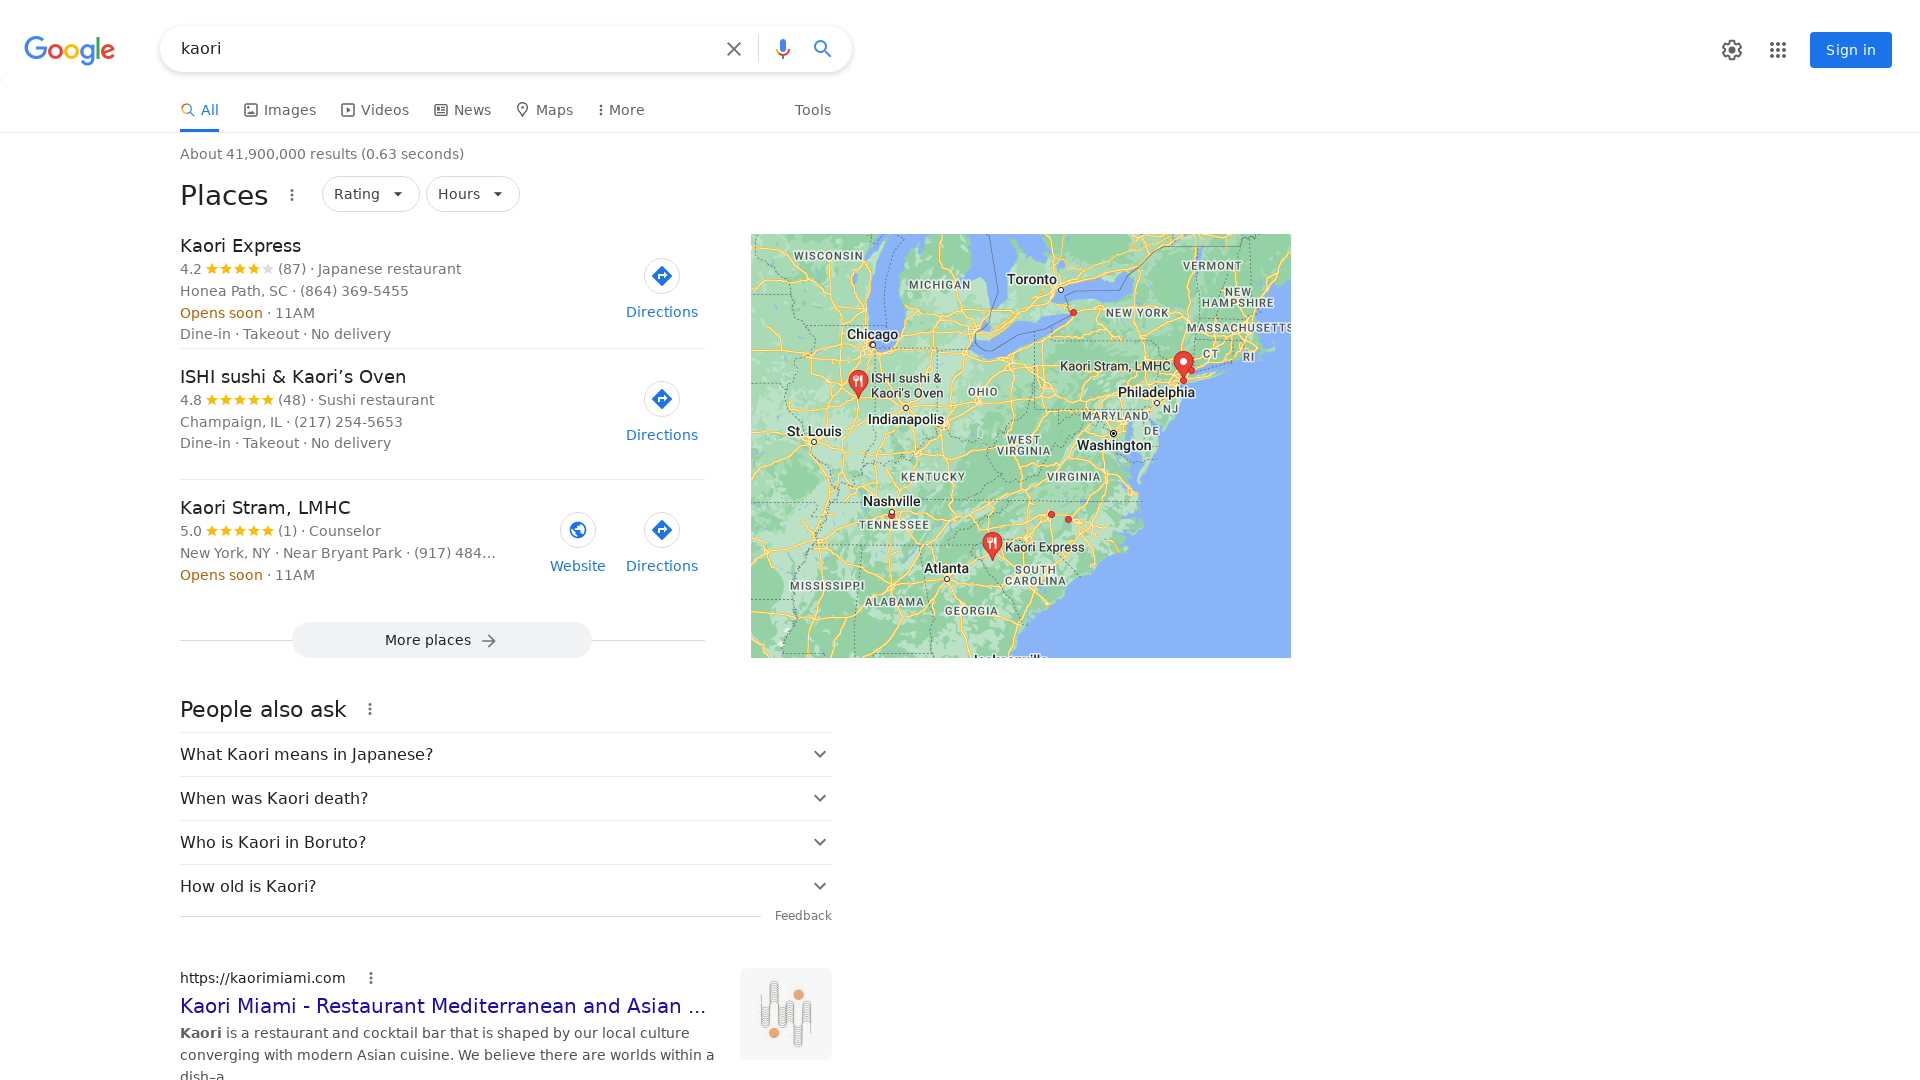 Google
kaori
Sign in
All
Images
Videos
News
Maps
More
Tools
About 41,900,000 results (0.63 seconds)
Places
Rating
Hours
Kaori Express
4.2 (87) · Japanese restaurant
Honea Path, SC · (864) 369-5455
Opens soon · 11AM
Dine-in · Takeout · No delivery
Directions
ISHI sushi & Kaori’s Oven
4.8 (48) · Sushi restaurant
Champaign, IL · (217) 254-5653
Dine-in · Takeout · No delivery
Directions
Kaori Stram, LMHC
5.0 (1) · Counselor
New York, NY · Near Bryant Park · (917) 484...
Opens soon · 11AM
Website
Directions
More places
WISCONSIN
MICHIGAN
Toronto
VERMONT
NEW
HAMPSHIRE
NEW YORK
MASSACHUSETTS
Chicago
CT
RI
Kaori Stram, LMHC
ISHI sushi &
Kaori's Oven
OHIO
Philadelphia
Indianapolis
NJ
MARYLAND
St. Louis
DE
WEST
VIRGINIA
Washington
KENTUCKY
VIRGINIA
Nashville
TENNESSEE
Kaori Express
Atlanta
SOUTH
CAROLINA
MISSISSIPPI
ALABAMA
GEORGIA
People also ask
What Kaori means in Japanese?
When was Kaori death?
Who is Kaori in Boruto?
How old is Kaori?
Feedback
https://kaorimiami.com
Kaori Miami - Restaurant Mediterranean and Asian ...
Kaori is a restaurant and cocktail bar that is shaped by our local culture
converging with modern Asian cuisine. We believe there are worlds within a
dish–a